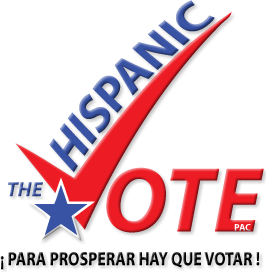 THE HISPANIC VOTE
PAC
¡ PARA PROSPERAR HAY QUE VOTAR !